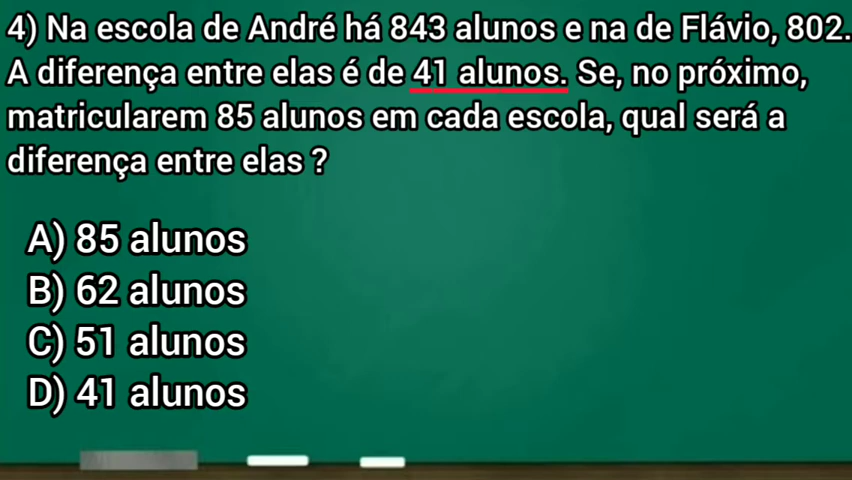 4) Na escola de André há 843 alunos e na de Flávio, 802.
A diferença entre elas é de 41 alunos. Se, no próximo,
matricularem 85 alunos em cada escola, qual será a
diferença entre elas ?
A) 85 alunos
B) 62 alunos
C) 51 alunos
D) 41 alunos